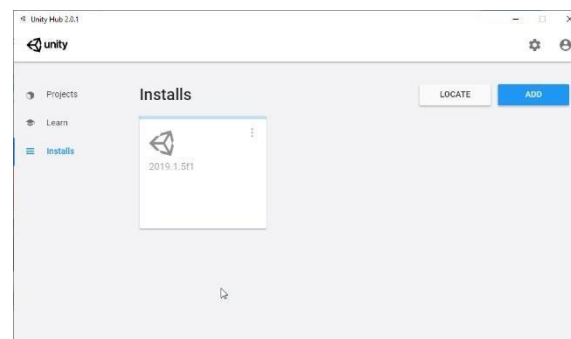 Unity Hub 2.0.1
unity
Projects
Learn
Installs
Installs
LOCATE
ADD
2019.1.5f1